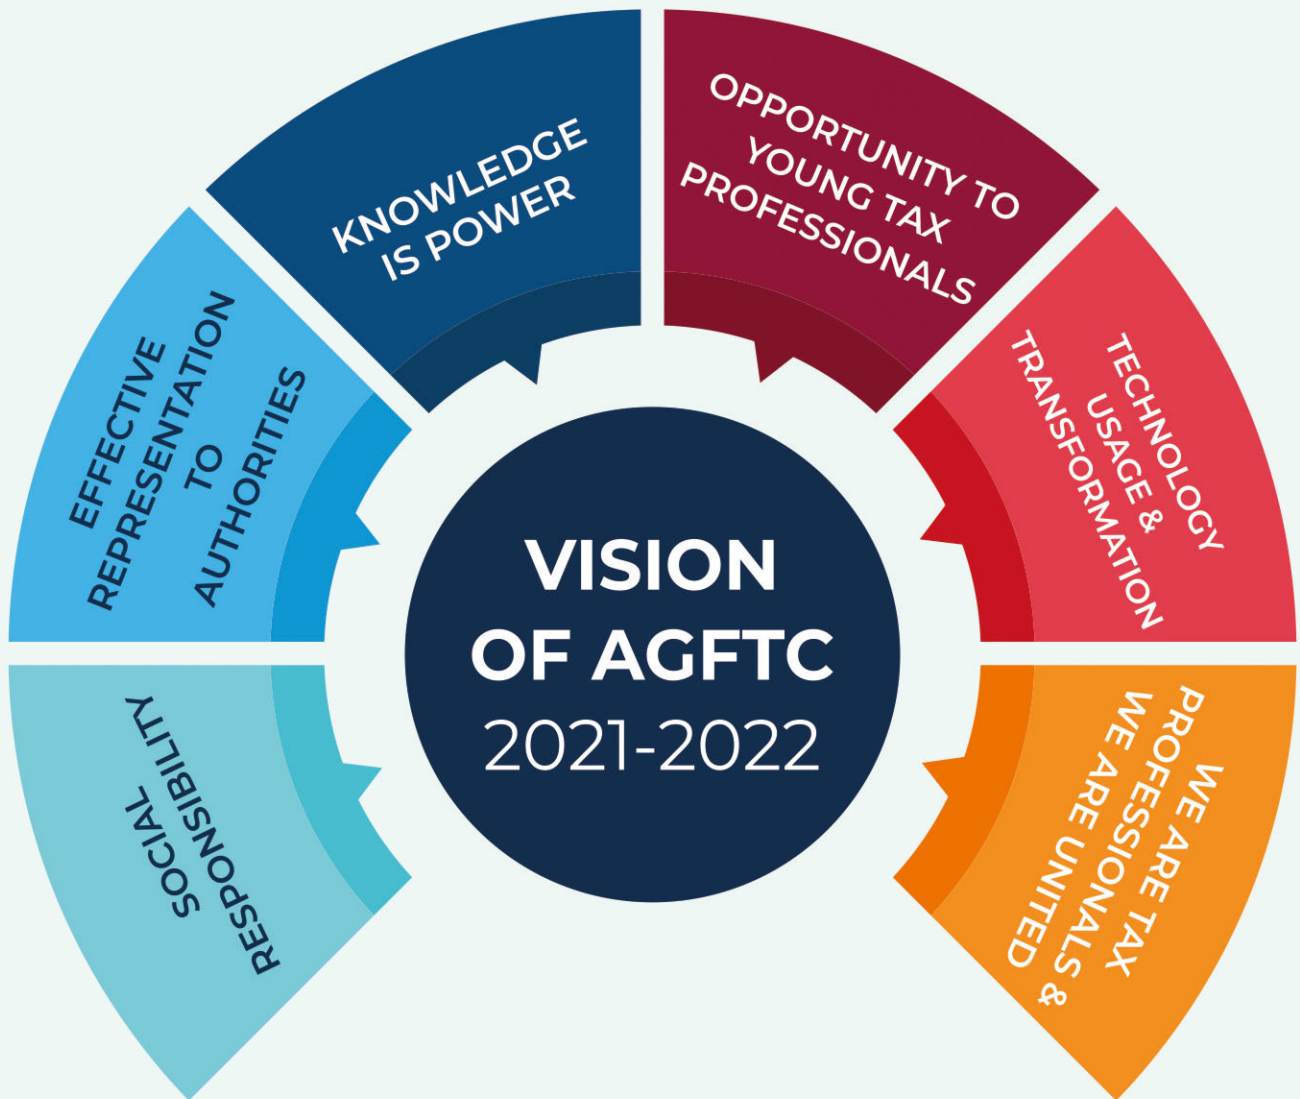 OPPORTUNITY TO
YOUNG TAX
PROFESSIONALS
KNOWLEDGE
IS POWER
EFFECTIVE
REPRESENTATION
TO
AUTHORITIES
TECHNOLOGY
USAGE &
TRANSFORMATION
VISION
OF AGFTC
2021-2022
SOCIAL
RESPONSIBILITY
WE ARE TAX
PROFESSIONALS &
WE ARE UNITED